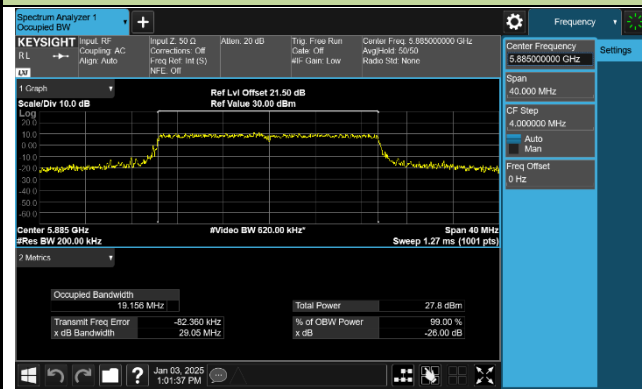 Spectrum Analyzer 1
Occupied BW
Frequency
KEYSIGHT
RL
LXI
Input: RF
Coupling: AC
Align: Auto
Input Z: 50 Ω
Corrections: Off
Freq Ref: Int (S)
NFE: Off
Atten: 20 dB
Trig: Free Run
Gate: Off
#IF Gain: Low
Center Freq: 5.885000000 GHz
Avg|Hold: 50/50
Radio Std: None
Center Frequency
5.885000000 GHz
Settings
Span
40.000 MHz
CF Step
4.000000 MHz
Auto
Man
Freq Offset
0 Hz
1 Graph
Scale/Div 10.0 dB
Ref Lvl Offset 21.50 dB
Ref Value 30.00 dBm
Log
20.0
10.0
0.00
-10.0
-20.0
-30.0
-40.0
-50.0
-60.0
Center 5.885 GHz
#Res BW 200.00 kHz
#Video BW 620.00 kHz*
Span 40 MHz
Sweep 1.27 ms (1001 pts)
2 Metrics
Occupied Bandwidth
19.156 MHz
Total Power 27.8 dBm
Transmit Freq Error -82.360 kHz
% of OBW Power 99.00 %
x dB Bandwidth 29.05 MHz
x dB -26.00 dB
?
Jan 03, 2025
1:01:37 PM